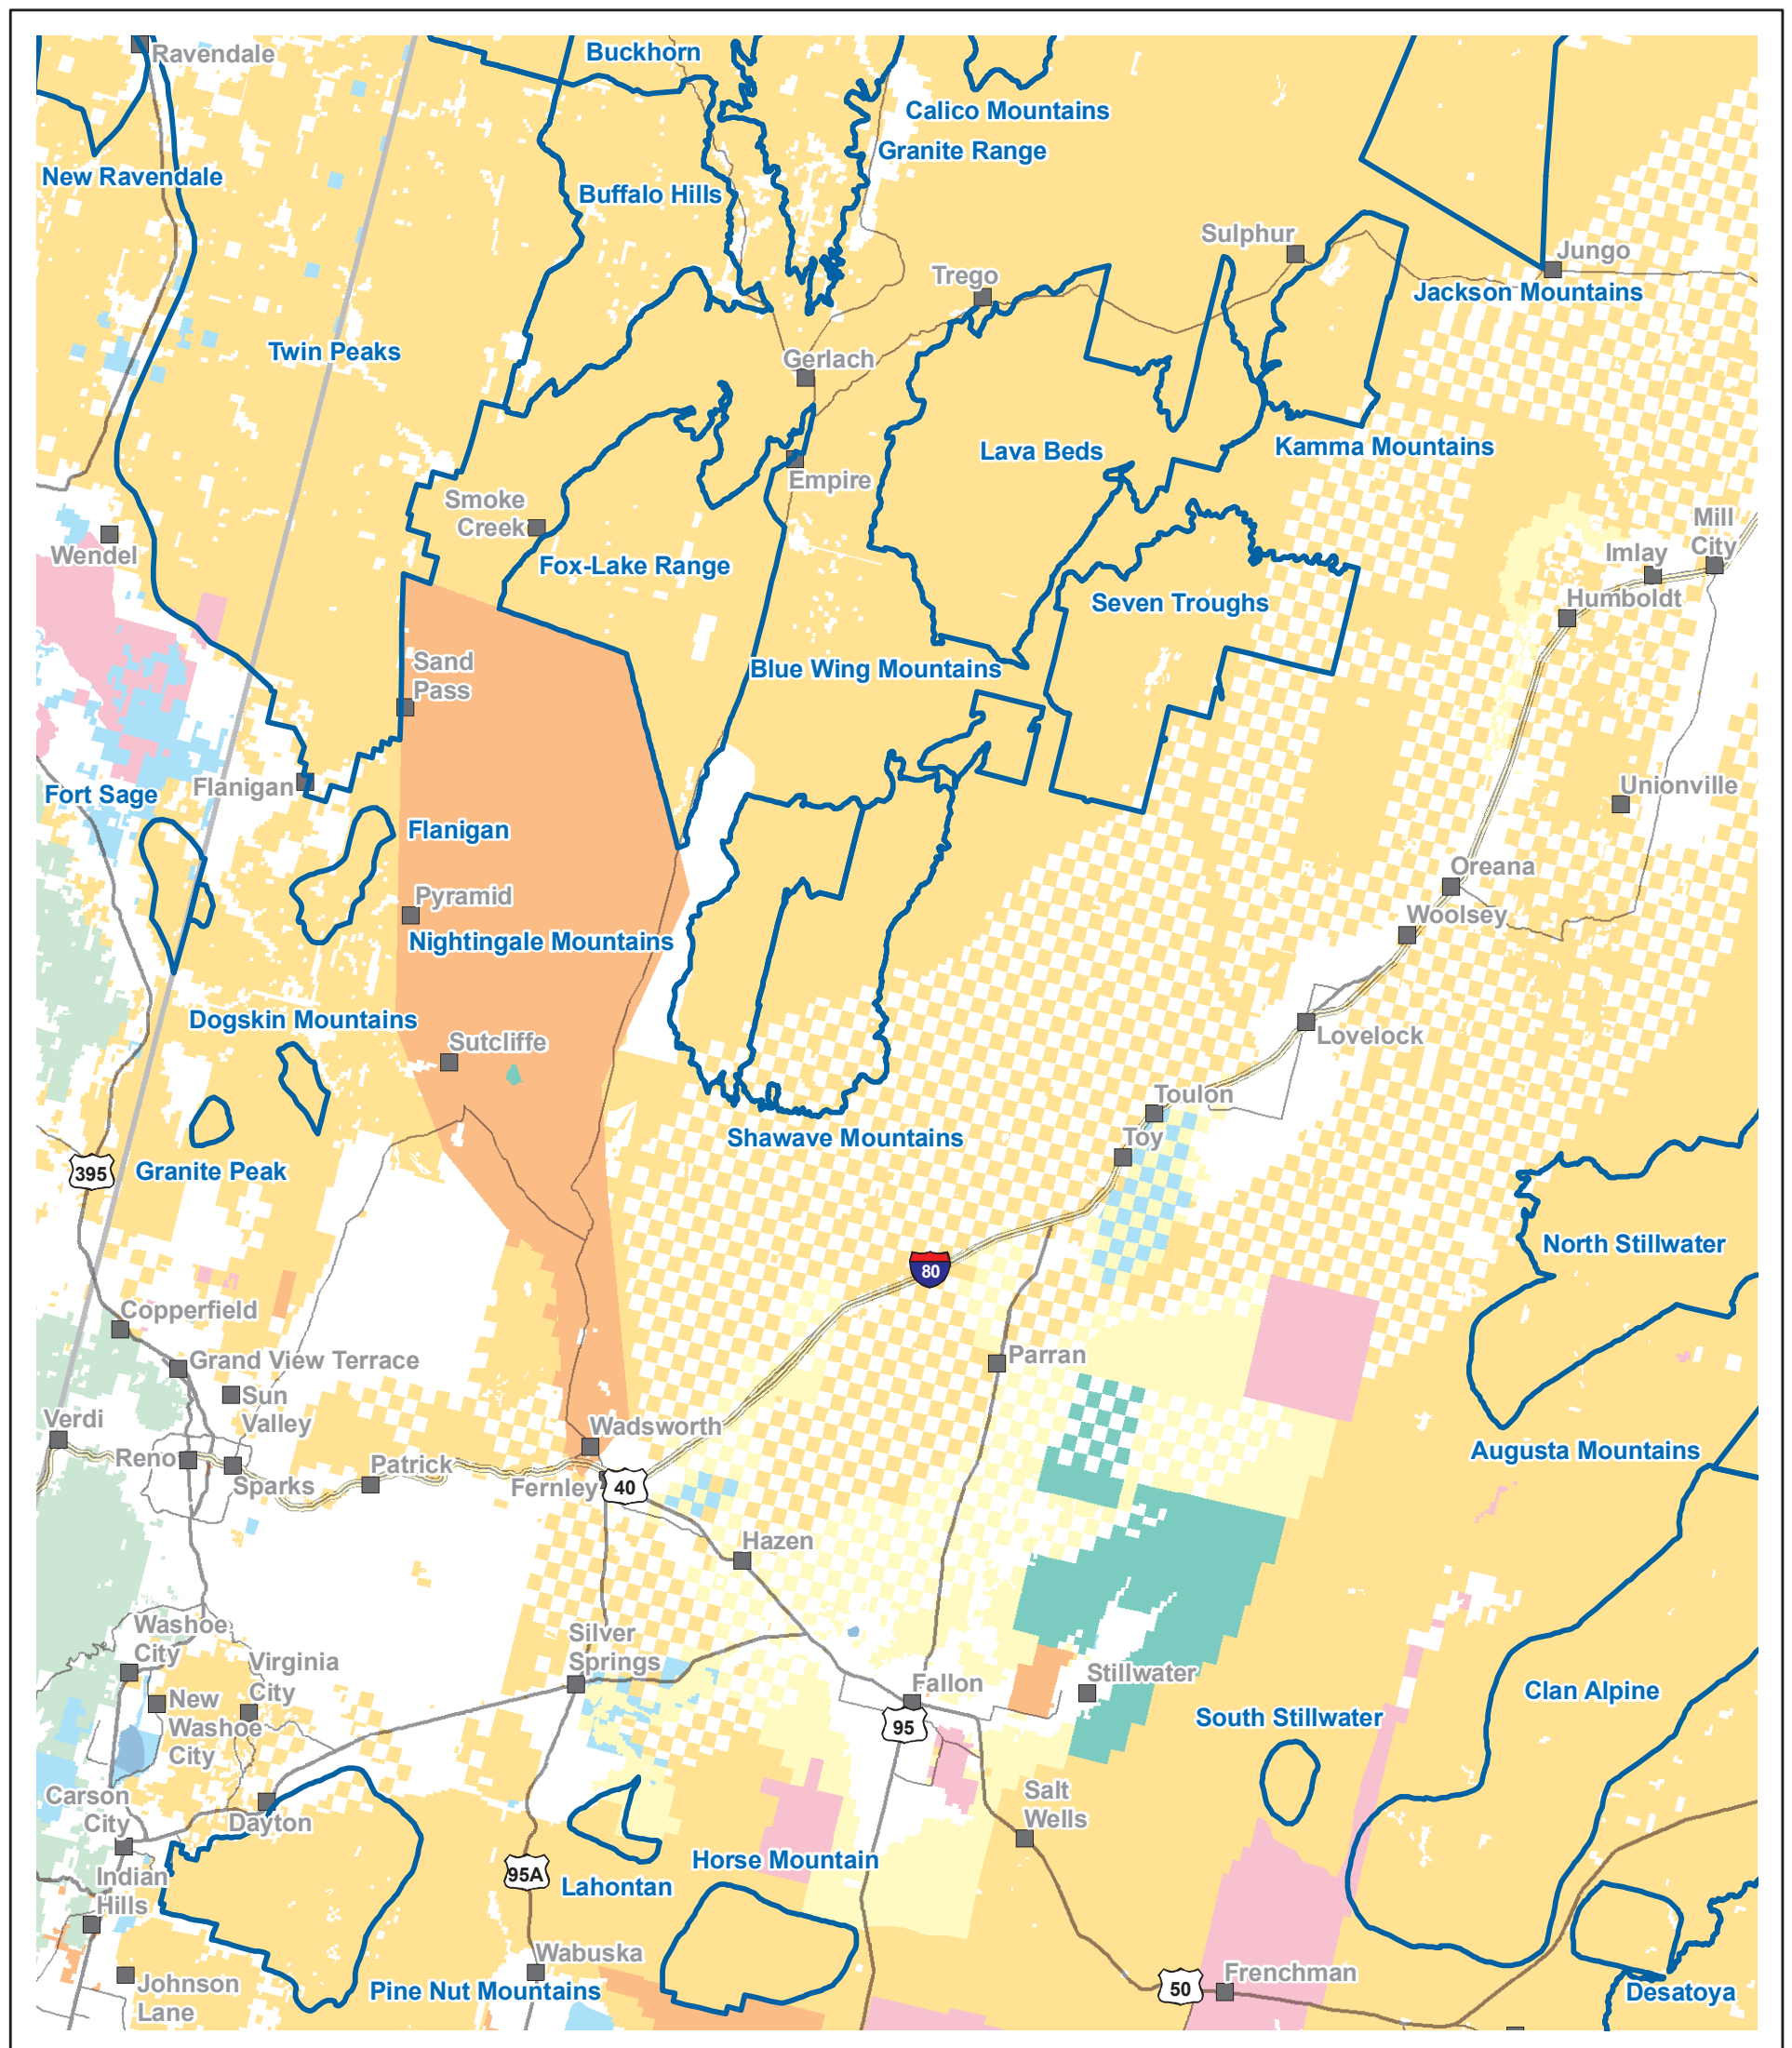 Ravendale
Buckhorn
Calico Mountains
Granite Range
New Ravendale
Buffalo Hills
Sulphur
Jungo
Trego
Jackson Mountains
Twin Peaks
Gerlach
Lava Beds
Kamma Mountains
Empire
Smoke
Creek
Mill
City
Wendel
Imlay
Fox-Lake Range
Humboldt
Seven Troughs
Sand
Pass
Blue Wing Mountains
Flanigan
Unionville
Fort Sage
Flanigan
Oreana
Pyramid
Woolsey
Nightingale Mountains
Dogskin Mountains
Lovelock
Sutcliffe
Toulon
Toy
Shawave Mountains
395
Granite Peak
North Stillwater
80
Copperfield
Parran
Grand View Terrace
Sun
Valley
Verdi
Wadsworth
Augusta Mountains
Reno
Patrick
Sparks
Fernley
40
Hazen
Washoe
City
Silver
Springs
Virginia
City
Stillwater
Fallon
Clan Alpine
New
Washoe
City
South Stillwater
95
Carson
City
Salt
Wells
Dayton
Horse Mountain
95A
Indian
Hills
Lahontan
Wabuska
Frenchman
Johnson
Lane
Pine Nut Mountains
50
Desatoya